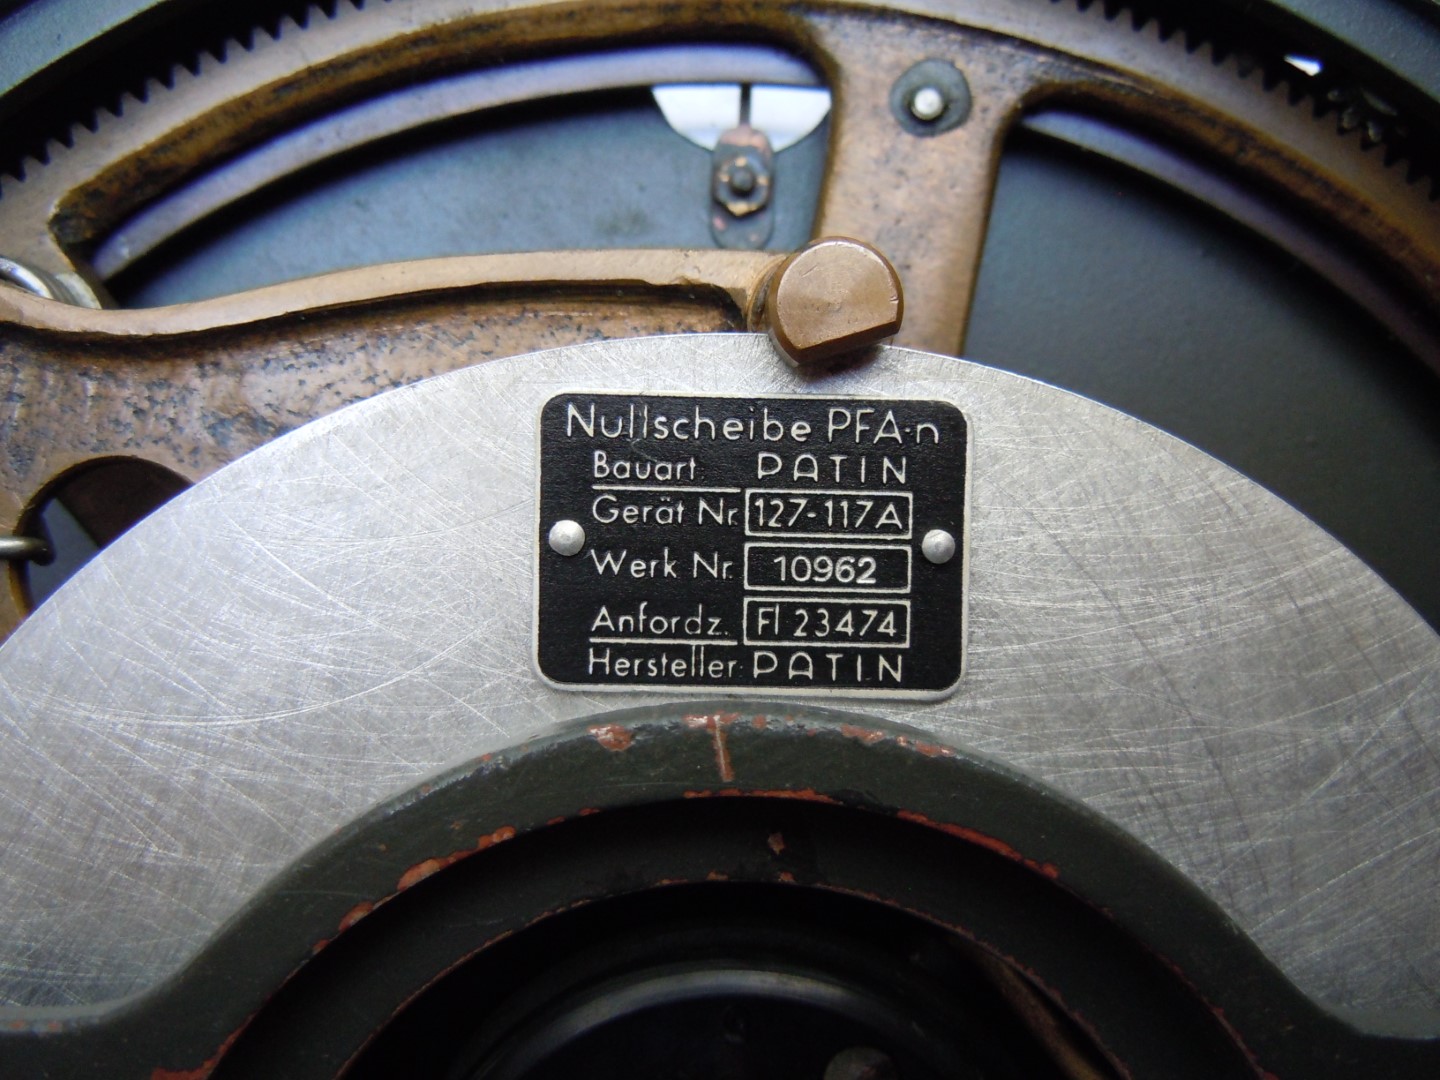 Nullscheibe PFA-n
Bauart. PATIN
Gerät Nr. 127-117A
Werk Nr. 10962
Anfordz. Fl 23474
Hersteller PATIN